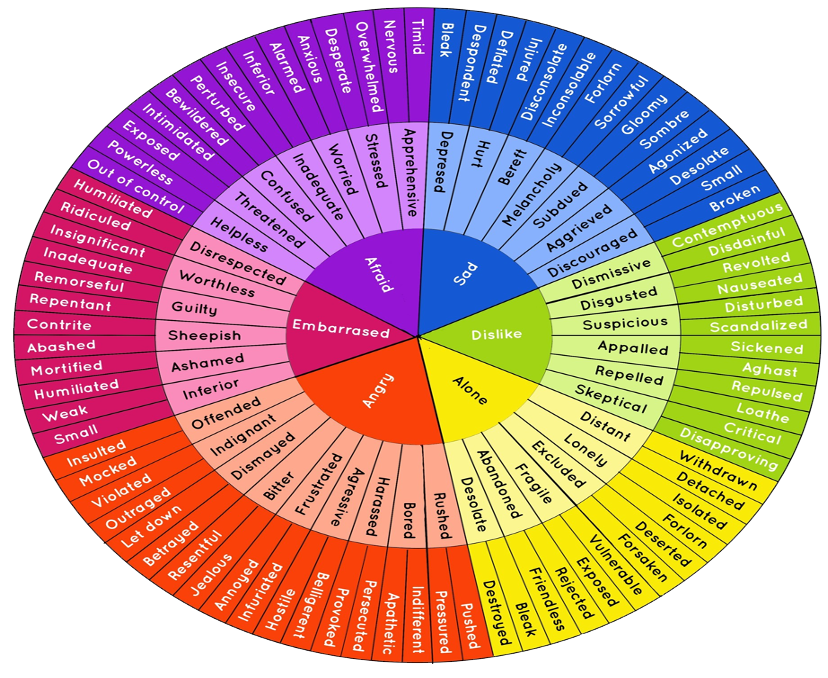 Afraid
Sad
Dislike
Alone
Angry
Embarrassed
Depresed
Hurt
Bereft
Melancholy
Subdued
Aggrieved
Discouraged
Dismissive
Disgusted
Suspicious
Appalled
Repelled
Skeptical
Distant
Lonely
Excluded
Fragile
Abandoned
Desolate
Rushed
Bored
Harassed
Agressive
Frustrated
Bitter
Dismayed
Indignant
Offended
Inferior
Ashamed
Sheepish
Guilty
Worthless
Disrespected
Helpless
Threatened
Confused
Inadequate
Worried
Stressed
Apprehensive
Bleak
Despondent
Deflated
Injured
Disconsolate
Inconsolable
Forlorn
Sorrowful
Gloomy
Sombre
Agonized
Desolate
Small
Broken
Contemptuous
Disdainful
Revolted
Nauseated
Disturbed
Scandalized
Sickened
Aghast
Repulsed
Loathe
Critical
Disapproving
Withdrawn
Detached
Isolated
Forlorn
Deserted
Forsaken
Vulnerable
Exposed
Rejected
Friendless
Bleak
Destroyed
Pushed
Pressured
Indifferent
Apathetic
Persecuted
Provoked
Belligerent
Hostile
Infuriated
Annoyed
Jealous
Resentful
Betrayed
Let down
Outraged
Violated
Mocked
Insulted
Small
Weak
Humiliated
Mortified
Abashed
Contrite
Repentant
Remorseful
Inadequate
Insignificant
Ridiculed
Humiliated
Out of control
Powerless
Exposed
Intimidated
Bewildered
Perturbed
Insecure
Inferior
Alarmed
Anxious
Desperate
Overwhelmed
Nervous
Timid